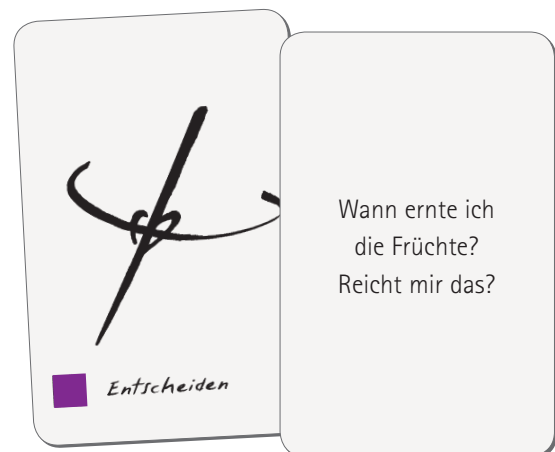 Entscheiden
Wann ernte ich
die Früchte?
Reicht mir das?